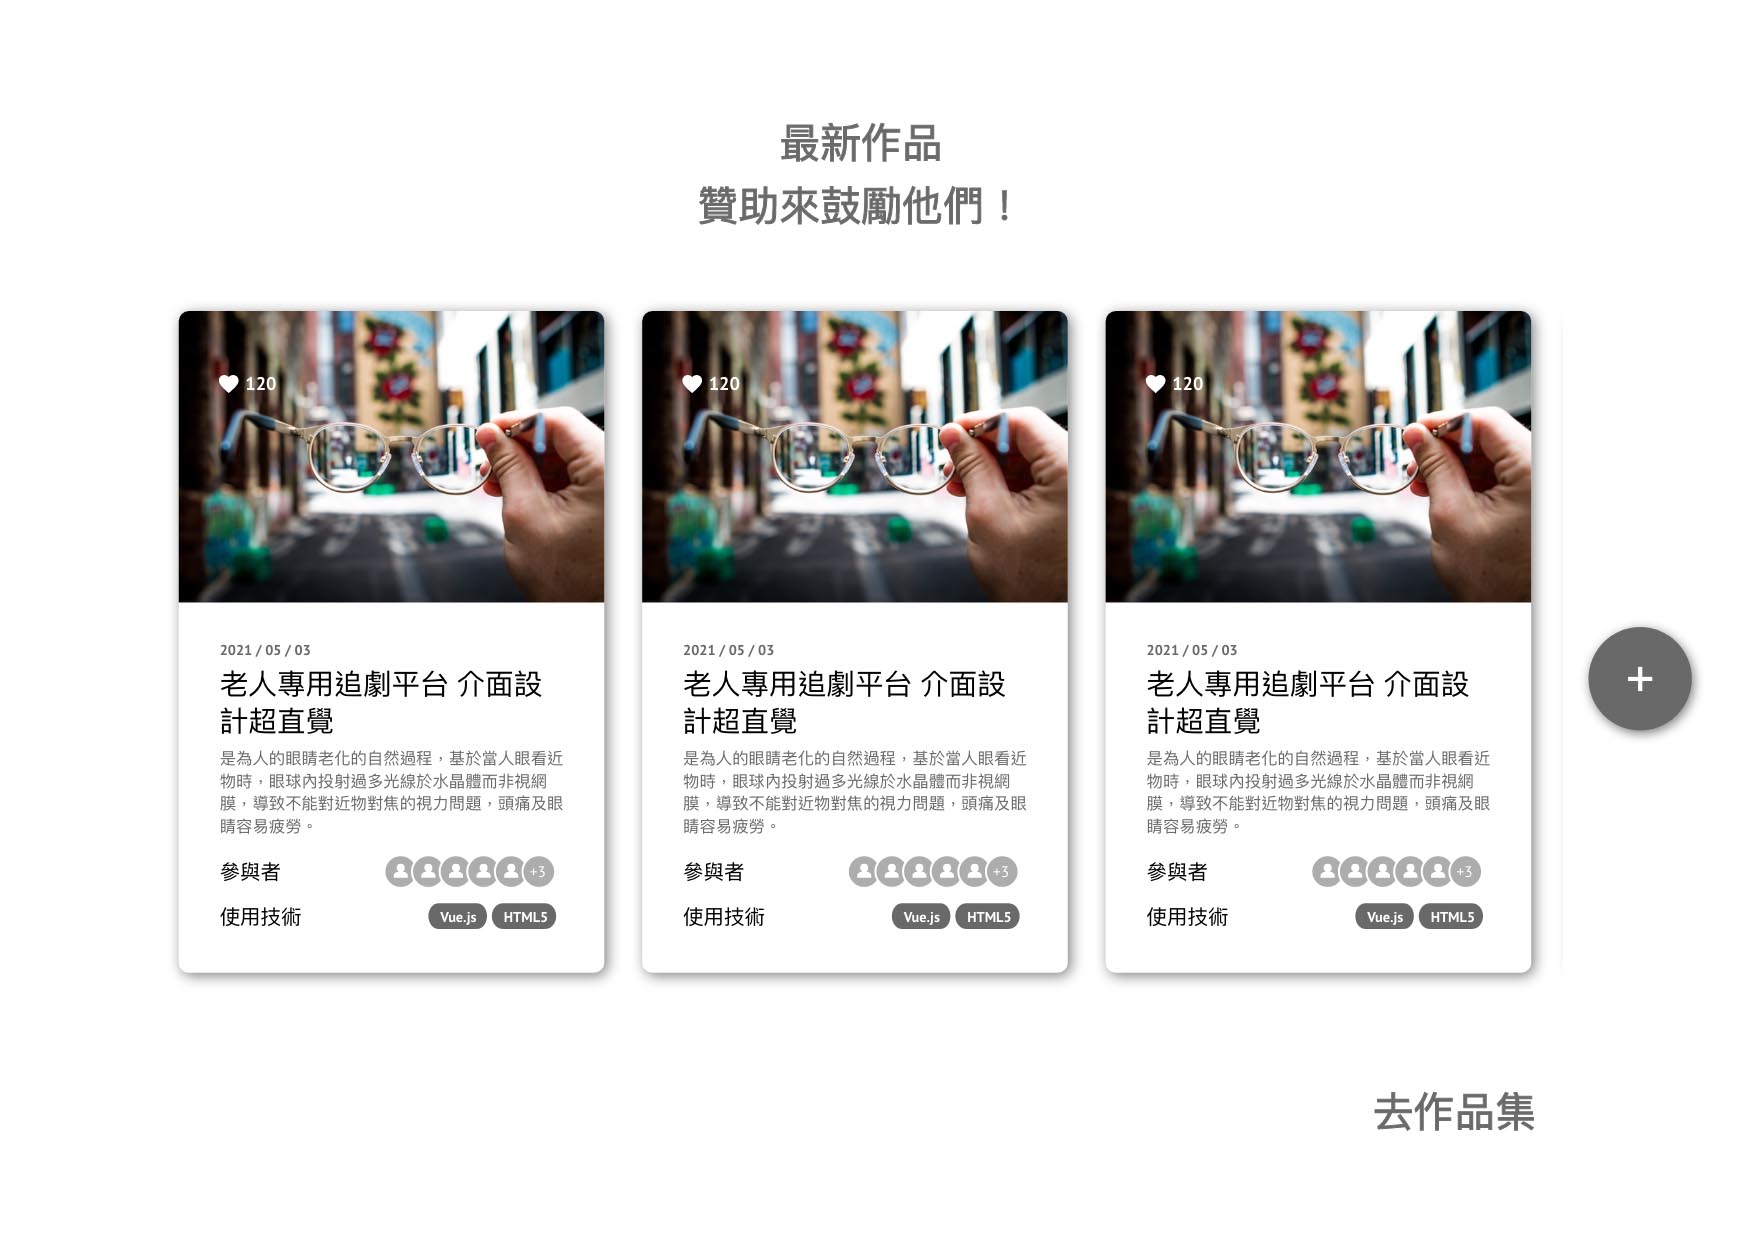 最新作品
贊助來鼓勵他們！
120
2021 / 05 / 03
老人專用追劇平台 介面設
計超直覺
是為人的眼睛老化的自然過程，基於當人眼看近
物時，眼球內投射過多光線於水晶體而非視網
膜，導致不能對近物對焦的視力問題，頭痛及眼
睛容易疲勞。
參與者
+3
使用技術
Vue.js
HTML5
120
2021 / 05 / 03
老人專用追劇平台 介面設
計超直覺
是為人的眼睛老化的自然過程，基於當人眼看近
物時，眼球內投射過多光線於水晶體而非視網
膜，導致不能對近物對焦的視力問題，頭痛及眼
睛容易疲勞。
參與者
+3
使用技術
Vue.js
HTML5
120
2021 / 05 / 03
老人專用追劇平台 介面設
計超直覺
是為人的眼睛老化的自然過程，基於當人眼看近
物時，眼球內投射過多光線於水晶體而非視網
膜，導致不能對近物對焦的視力問題，頭痛及眼
睛容易疲勞。
參與者
+3
使用技術
Vue.js
HTML5
+
去作品集